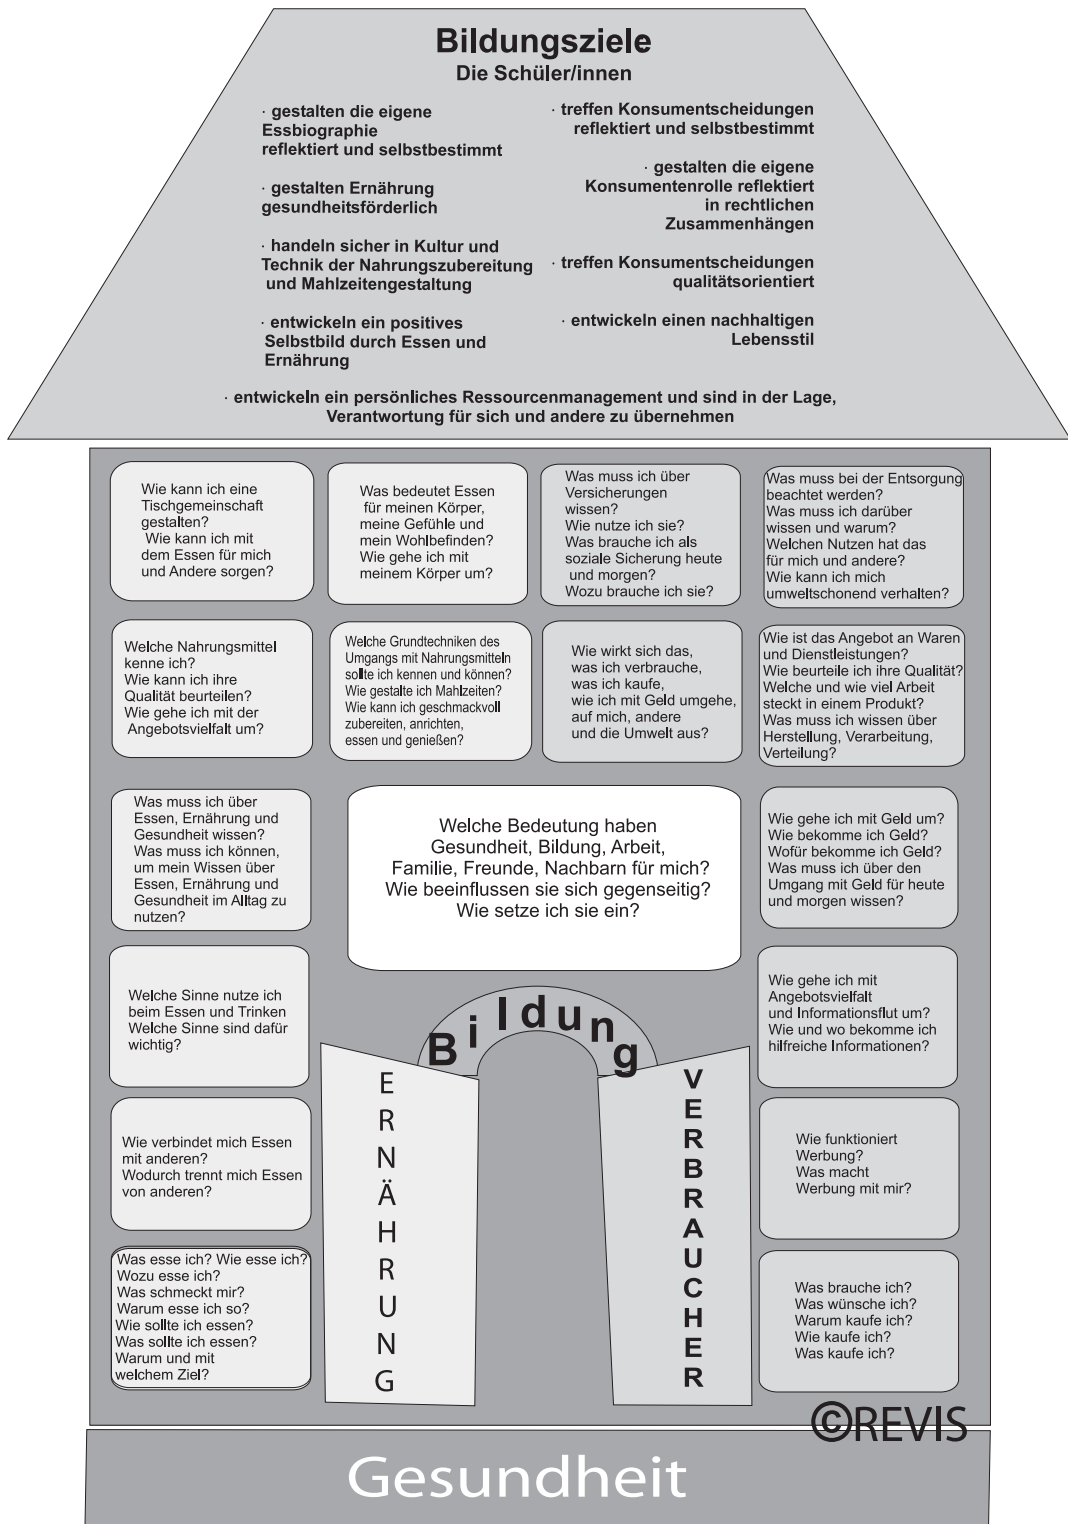 Bildungsziele
Die Schüler/innen
· gestalten die eigene
Essbiographie
reflektiert und selbstbestimmt
· gestalten Ernährung
gesundheitsförderlich
· handeln sicher in Kultur und
Technik der Nahrungszubereitung
und Mahlzeitengestaltung
· entwickeln ein positives
Selbstbild durch Essen und
Ernährung
· treffen Konsumentscheidungen
reflektiert und selbstbestimmt
· gestalten die eigene
Konsumentenrolle reflektiert
in rechtlichen
Zusammenhängen
· treffen Konsumentscheidungen
qualitätsorientiert
· entwickeln einen nachhaltigen
Lebensstil
· entwickeln ein persönliches Ressourcenmanagement und sind in der Lage,
Verantwortung für sich und andere zu übernehmen
Wie kann ich eine
Tischgemeinschaft
gestalten?
Wie kann ich mit
dem Essen für mich
und Andere sorgen?
Was bedeutet Essen
für meinen Körper,
meine Gefühle und
mein Wohlbefinden?
Wie gehe ich mit
meinem Körper um?
Was muss ich über
Versicherungen
wissen?
Wie nutze ich sie?
Was brauche ich als
soziale Sicherung heute
und morgen?
Wozu brauche ich sie?
Was muss bei der Entsorgung
beachtet werden?
Was muss ich darüber
wissen und warum?
Welchen Nutzen hat das
für mich und andere?
Wie kann ich mich
umweltschonend verhalten?
Welche Nahrungsmittel
kenne ich?
Wie kann ich ihre
Qualität beurteilen?
Wie gehe ich mit der
Angebotsvielfalt um?
Welche Grundtechniken des
Umgangs mit Nahrungsmitteln
sollte ich kennen und können?
Wie gestalte ich Mahlzeiten?
Wie kann ich geschmackvoll
zubereiten, anrichten,
essen und genießen?
Wie wirkt sich das,
was ich verbrauche,
was ich kaufe,
wie ich mit Geld umgehe,
auf mich, andere
und die Umwelt aus?
Wie ist das Angebot an Waren
und Dienstleistungen?
Wie beurteile ich ihre Qualität?
Welche und wie viel Arbeit
steckt in einem Produkt?
Was muss ich wissen über
Herstellung, Verarbeitung,
Verteilung?
Was muss ich über
Essen, Ernährung und
Gesundheit wissen?
Was muss ich können,
um mein Wissen über
Essen, Ernährung und
Gesundheit im Alltag zu
nutzen?
Welche Bedeutung haben
Gesundheit, Bildung, Arbeit,
Familie, Freunde, Nachbarn für mich?
Wie beeinflussen sie sich gegenseitig?
Wie setze ich sie ein?
Wie gehe ich mit Geld um?
Wie bekomme ich Geld?
Wofür bekomme ich Geld?
Was muss ich über den
Umgang mit Geld für heute
und morgen wissen?
Welche Sinne nutze ich
beim Essen und Trinken
Welche Sinne sind dafür
wichtig?
Bildung
Wie gehe ich mit
Angebotsvielfalt
und Informationsflut um?
Wie und wo bekomme ich
hilfreiche Informationen?
ERNÄHRUNG
VERBRAUCHER
Wie verbindet mich Essen
mit anderen?
Wodurch trennt mich Essen
von anderen?
Wie funktioniert
Werbung?
Was macht
Werbung mit mir?
Was esse ich? Wie esse ich?
Wozu esse ich?
Was schmeckt mir?
Warum esse ich so?
Wie sollte ich essen?
Was sollte ich essen?
Warum und mit
welchem Ziel?
Was brauche ich?
Was wünsche ich?
Warum kaufe ich?
Wie kaufe ich?
Was kaufe ich?
©REVIS
Gesundheit